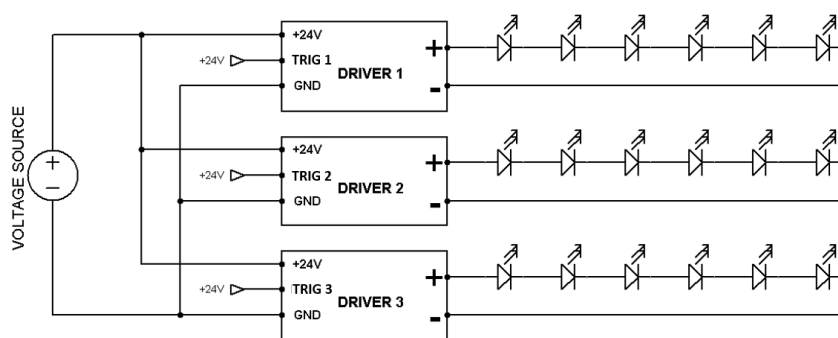 VOLTAGE SOURCE
+
−
+24V
+24V
TRIG 1
GND
DRIVER 1
+
-
+24V
+24V
TRIG 2
GND
DRIVER 2
+
-
+24V
+24V
TRIG 3
GND
DRIVER 3
+
-